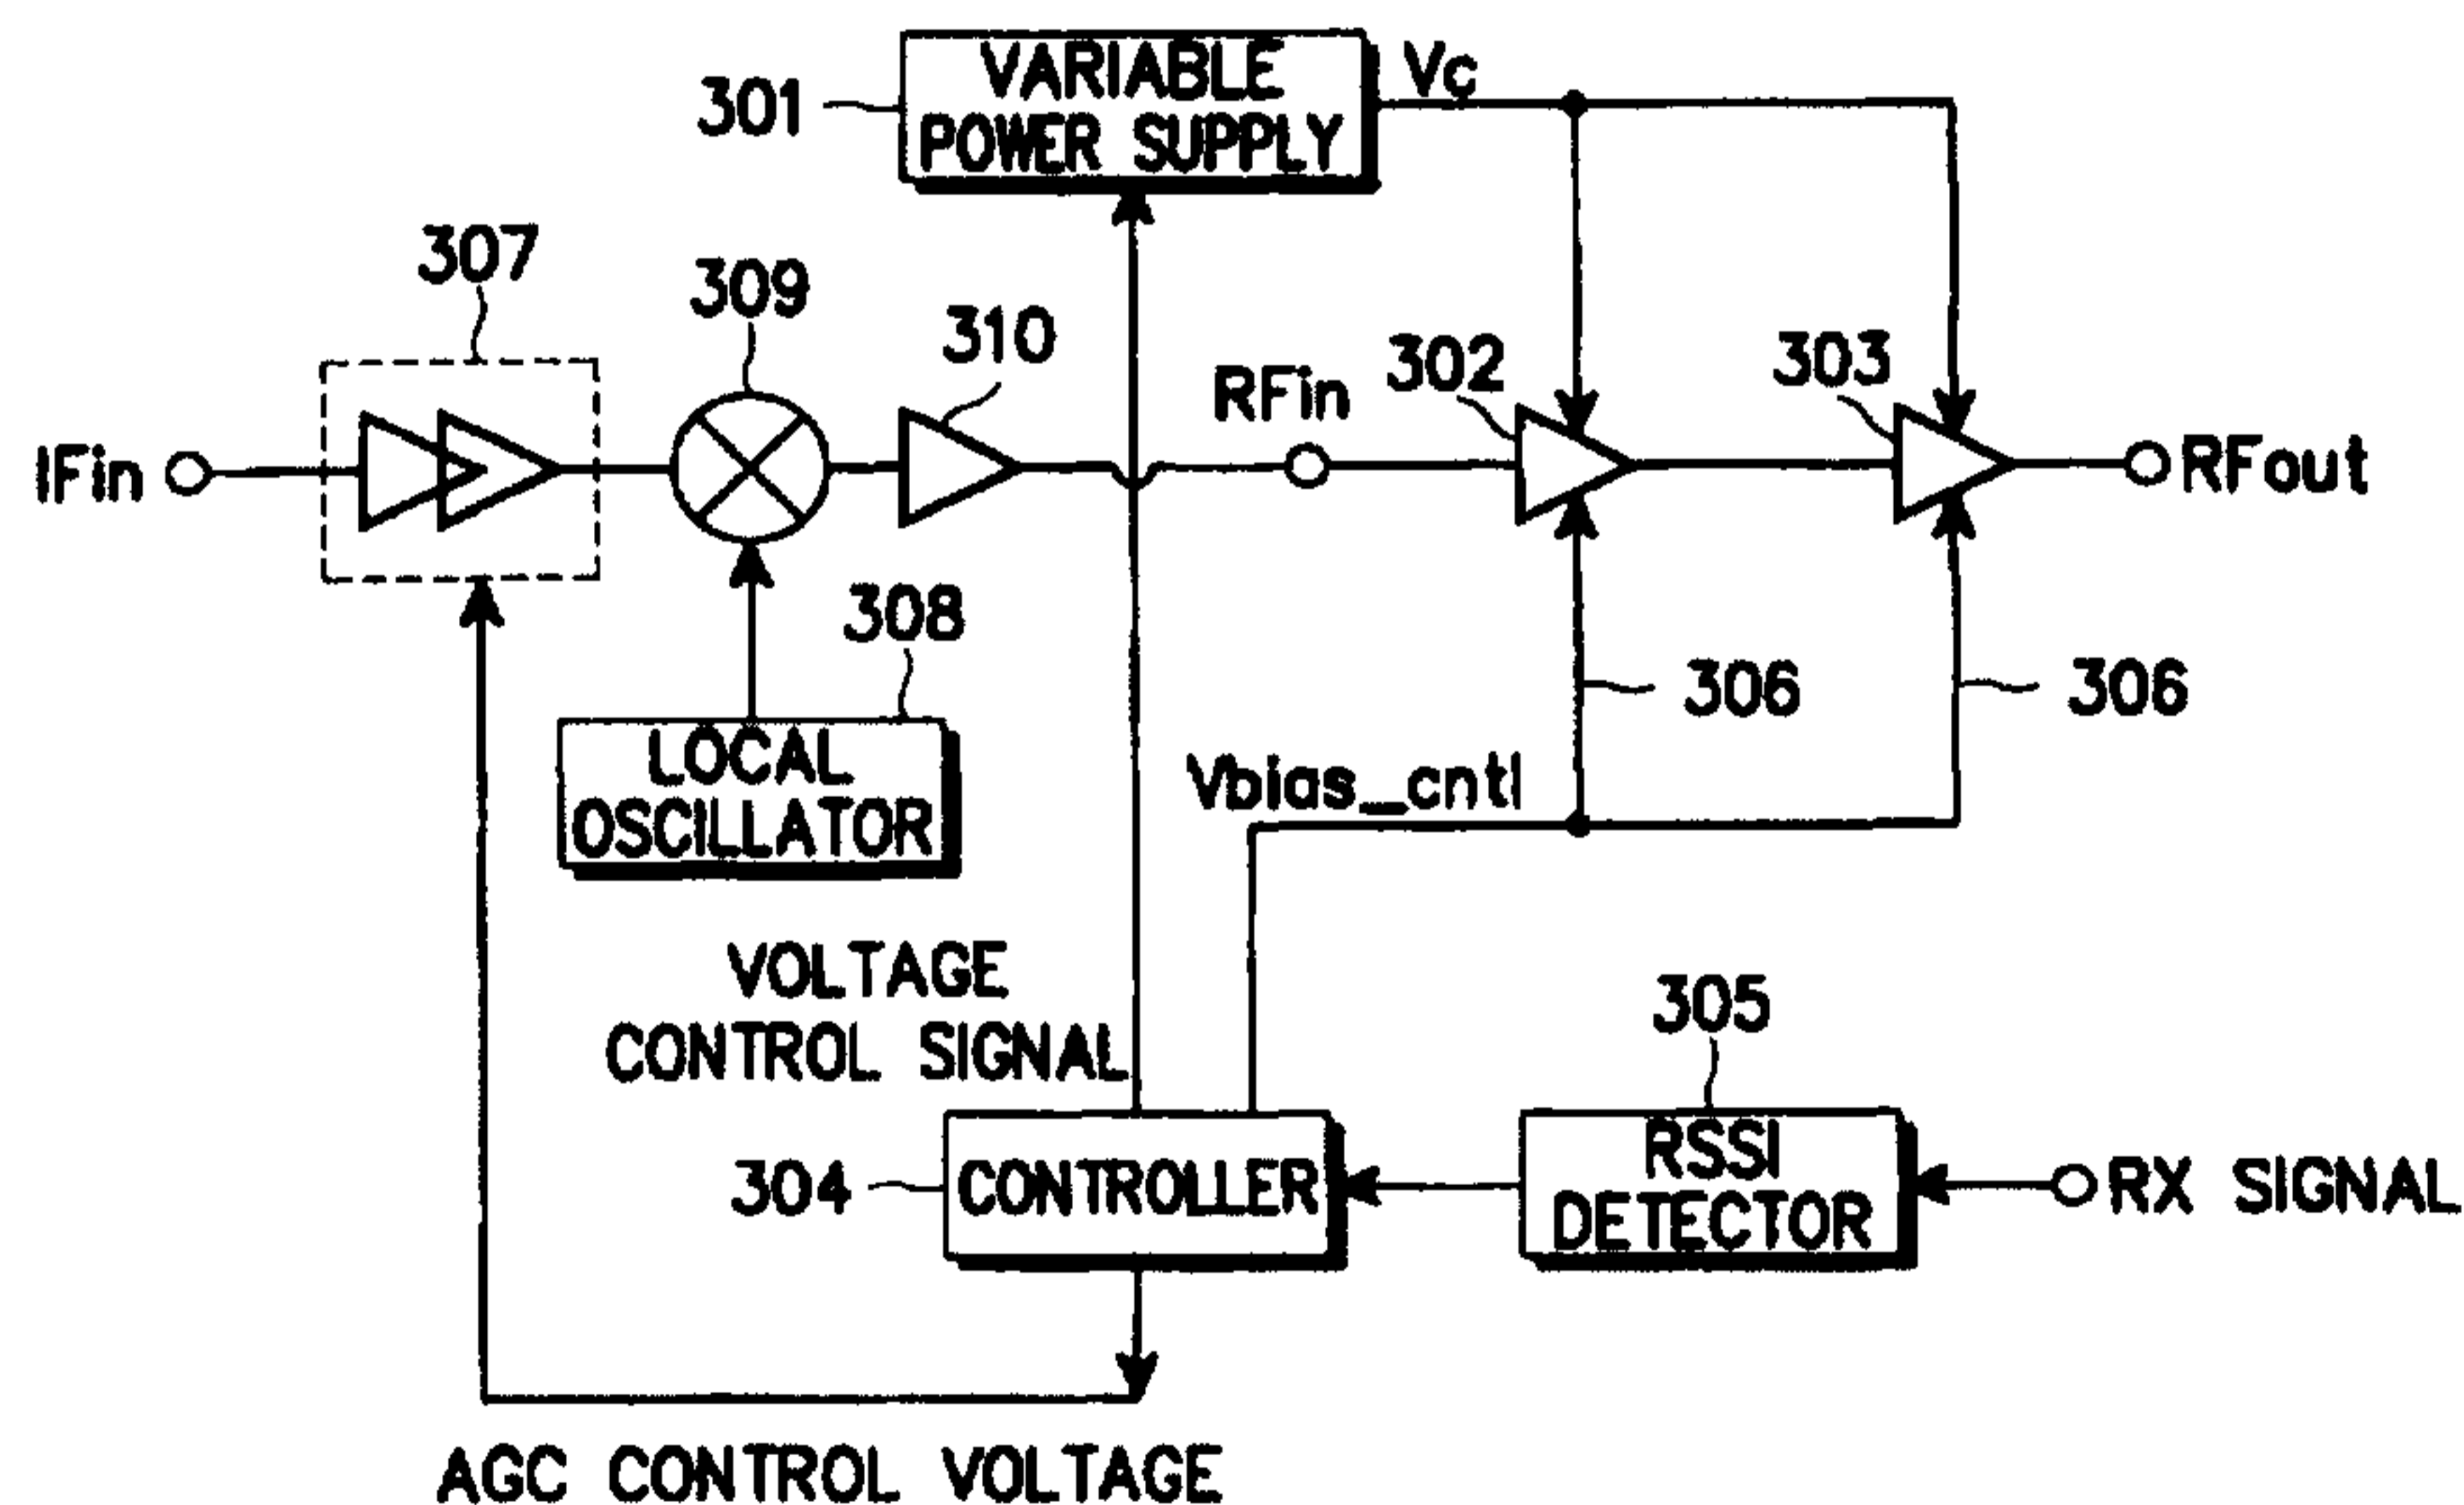 VARIABLE
POWER SUPPLY
301
Vc
307
309
310
RFin
302
303
IFin
RFout
308
306
306
LOCAL
OSCILLATOR
Vbias_cntl
VOLTAGE
CONTROL SIGNAL
305
304
CONTROLLER
RSSI
DETECTOR
RX SIGNAL
AGC CONTROL VOLTAGE